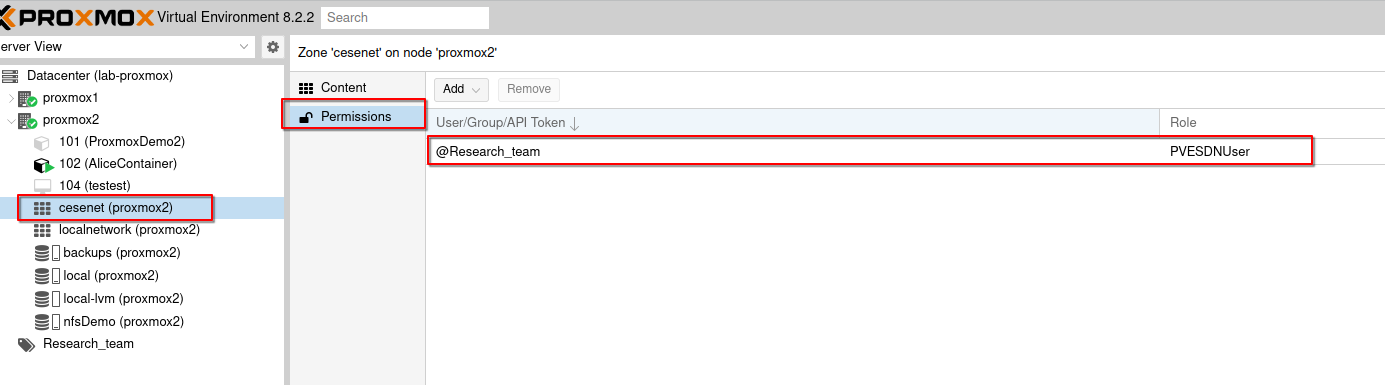 PROXMOX Virtual Environment 8.2.2 Search
erver View
Zone 'cesenet' on node 'proxmox2'
Datacenter (lab-proxmox)
proxmox1
proxmox2
101 (ProxmoxDemo2)
102 (AliceContainer)
104 (testest)
cesenet (proxmox2)
localnetwork (proxmox2)
backups (proxmox2)
local (proxmox2)
local-lvm (proxmox2)
nfsDemo (proxmox2)
Research_team
Content
Permissions
Add Remove
User/Group/API Token Role
@Research_team PVESDNUser